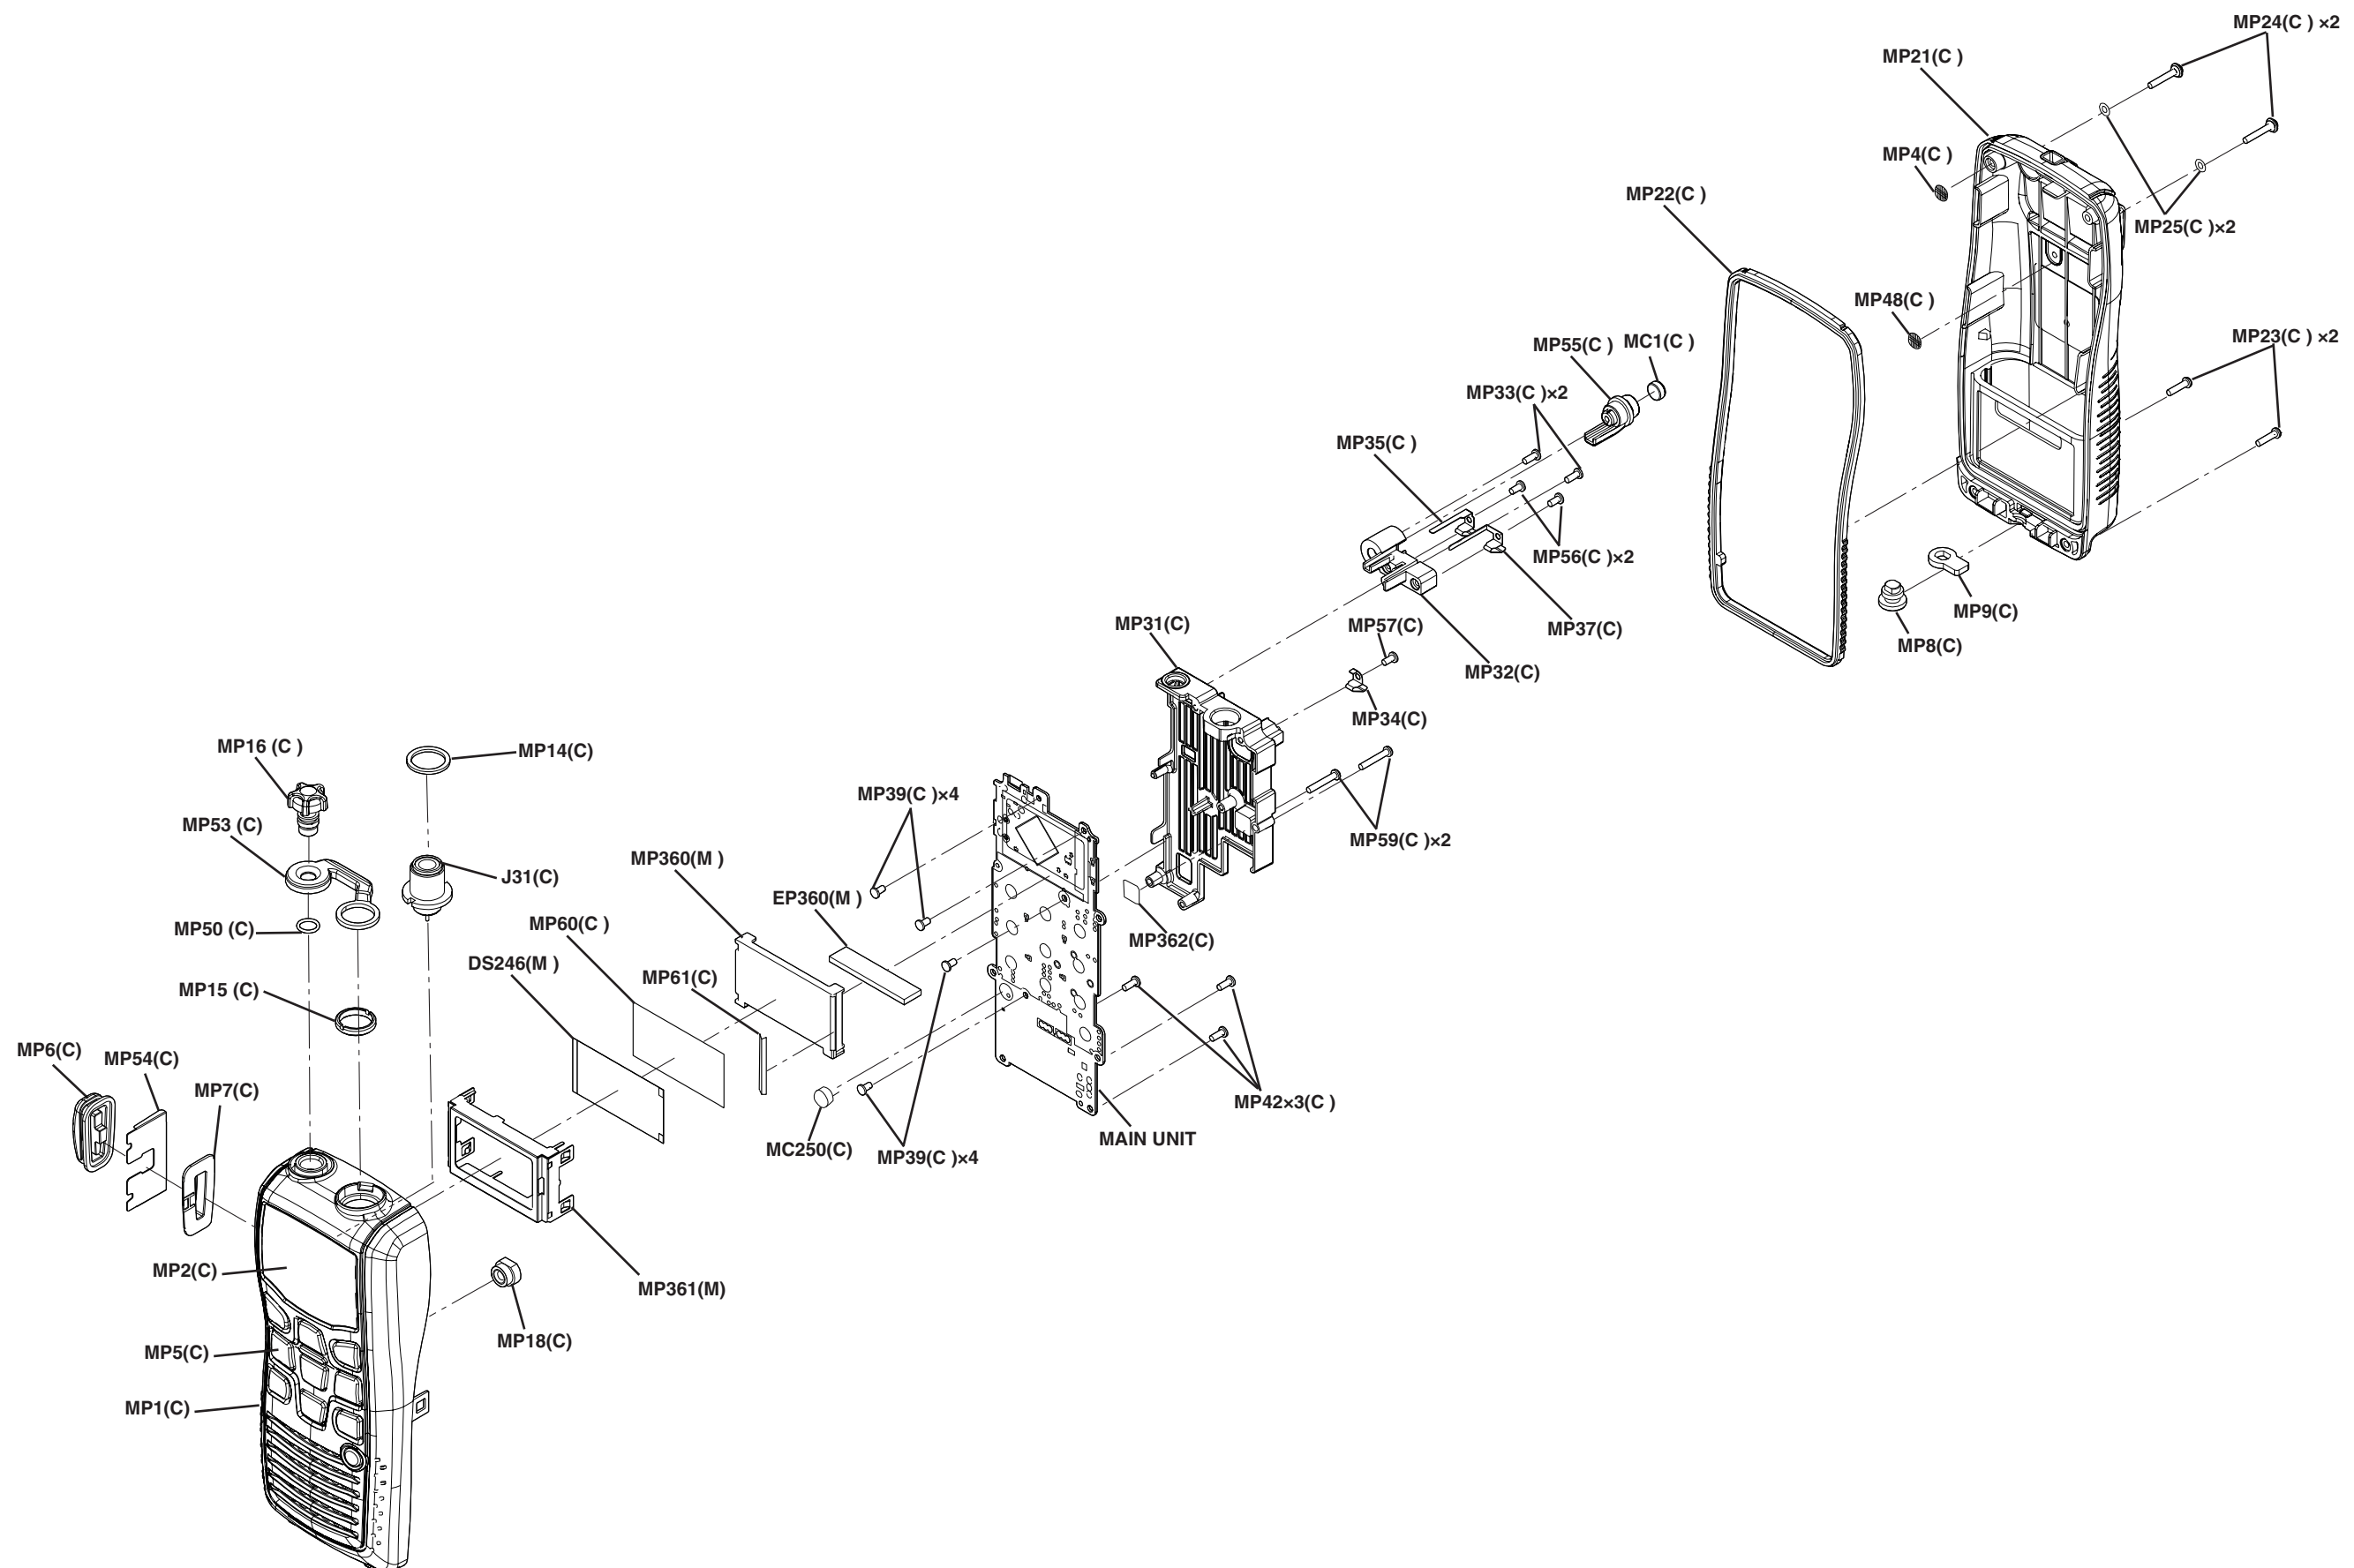 MP24(C ) ×2
MP21(C )
MP4(C )
MP22(C )
MP25(C )×2
MP48(C )
MP23(C ) ×2
MP55(C )
MC1(C )
MP33(C )×2
MP35(C )
MP56(C )×2
MP9(C)
MP8(C)
MP31(C)
MP57(C)
MP37(C)
MP32(C)
MP34(C)
MP16 (C )
MP14(C)
MP39(C )×4
MP53 (C)
MP59(C )×2
MP360(M )
J31(C)
EP360(M )
MP50 (C)
MP60(C )
MP362(C)
DS246(M )
MP61(C)
MP15 (C)
MP6(C)
MP54(C)
MP7(C)
MP42×3(C )
MAIN UNIT
MC250(C)
MP39(C )×4
MP2(C)
MP361(M)
MP18(C)
MP5(C)
MP1(C)